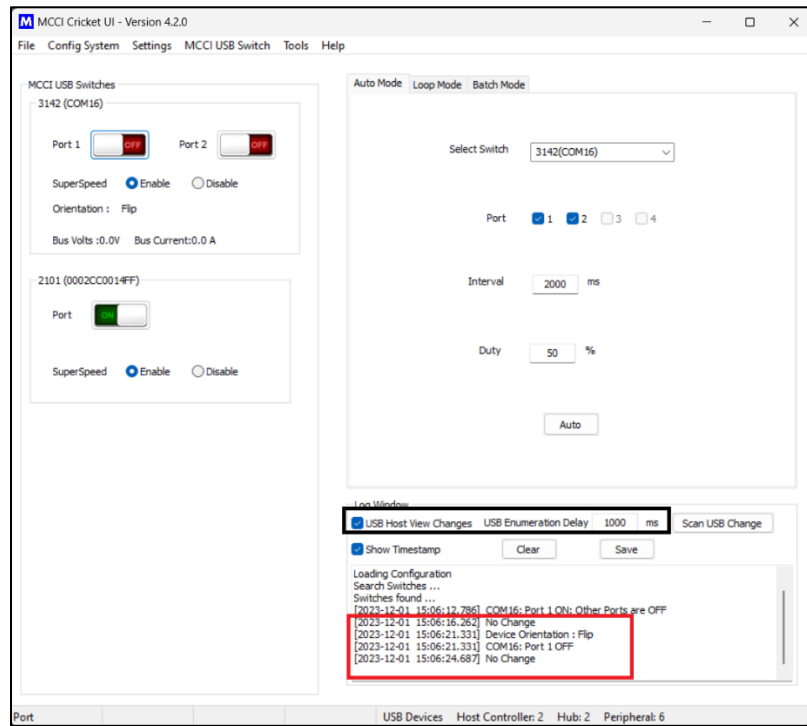 MCCI Cricket UI - Version 4.2.0
File Config System Settings MCCI USB Switch Tools Help
MCCI USB Switches
3142 (COM16)
Port 1 OFF Port 2 OFF
SuperSpeed Enable Disable
Orientation : Flip
Bus Volts :0.0V Bus Current:0.0 A
2101 (0002CC0014FF)
Port ON
SuperSpeed Enable Disable
Auto Mode Loop Mode Batch Mode
Select Switch 3142(COM16)
Port 1 2 3 4
Interval 2000 ms
Duty 50 %
Auto
Log Window
USB Host View Changes USB Enumeration Delay 1000 ms Scan USB Change
Show Timestamp Clear Save
Loading Configuration
Search Switches ...
Switches found ...
[2023-12-01 15:06:12.786] COM16: Port 1 ON; Other Ports are OFF
[2023-12-01 15:06:16.262] No Change
[2023-12-01 15:06:21.331] Device Orientation : Flip
[2023-12-01 15:06:21.331] COM16: Port 1 OFF
[2023-12-01 15:06:24.687] No Change
Port USB Devices Host Controller: 2 Hub: 2 Peripheral: 6